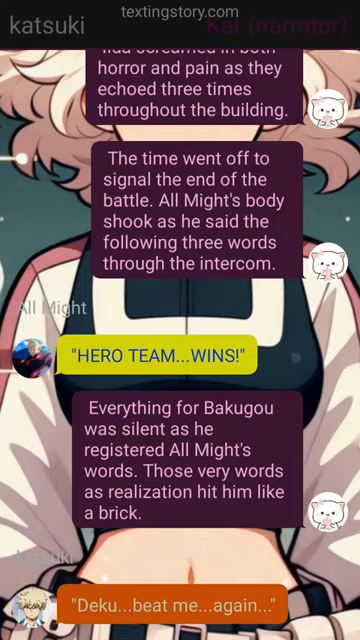 textingstory.com
katsuki
Kat (narrator)
Iida screamed in both
horror and pain as they
echoed three times
throughout the building.
The time went off to
signal the end of the
battle. All Might's body
shook as he said the
following three words
through the intercom.
All Might
"HERO TEAM...WINS!"
Everything for Bakugou
was silent as he
registered All Might's
words. Those very words
as realization hit him like
a brick.
katsuki
"Deku...beat me...again..."